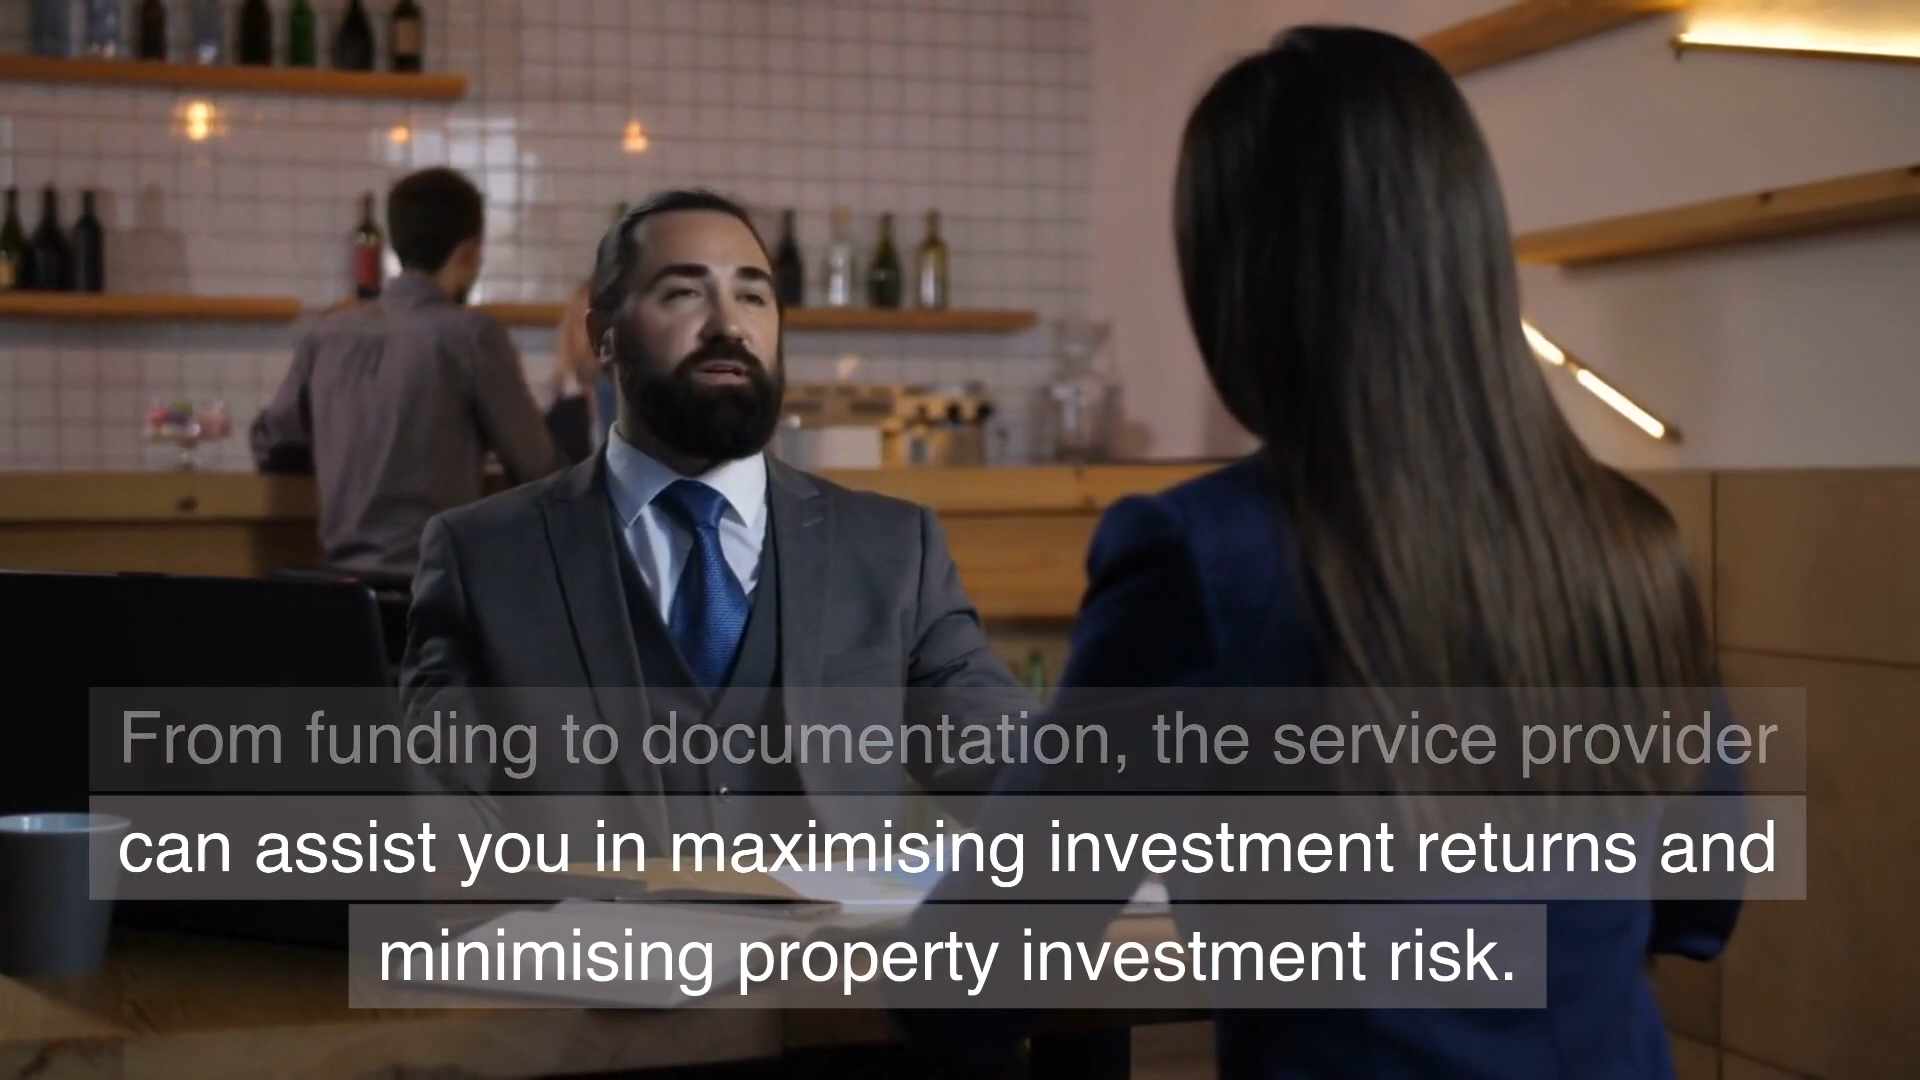 From funding to documentation, the service provider
can assist you in maximising investment returns and
minimising property investment risk.